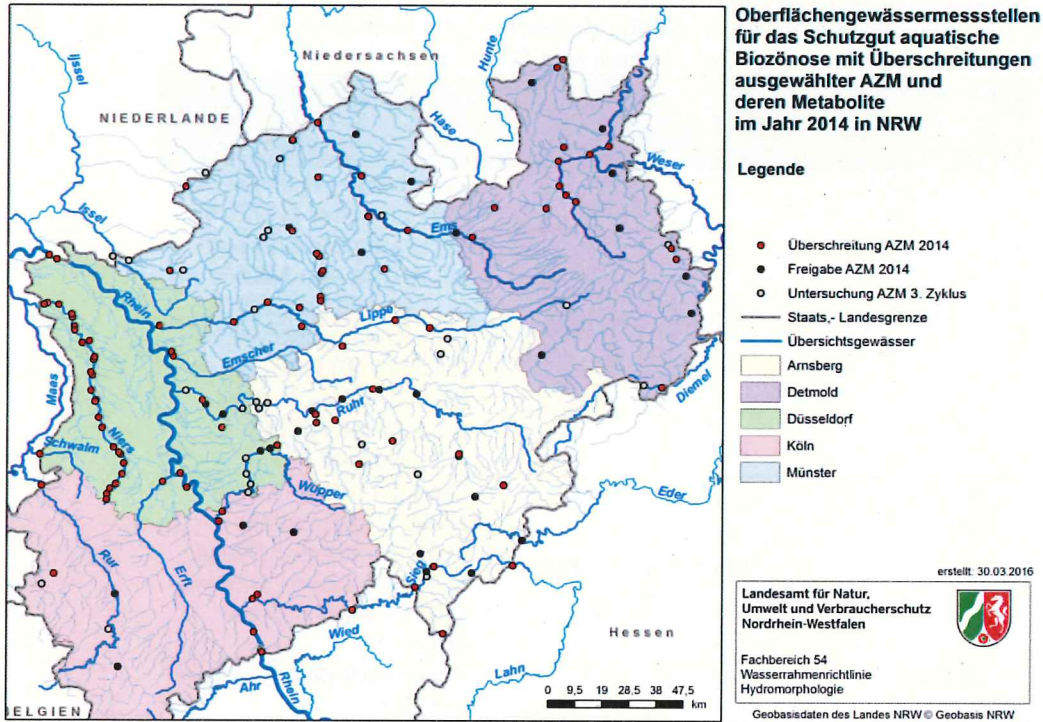 Oberflächengewässermessstellen
für das Schutzgut aquatische
Biozönose mit Überschreitungen
ausgewählter AZM und
deren Metabolite
im Jahr 2014 in NRW
Legende
Überschreitung AZM 2014
Freigabe AZM 2014
Untersuchung AZM 3. Zyklus
Staats,- Landesgrenze
Übersichtsgewässer
Arnsberg
Detmold
Düsseldorf
Köln
Münster
erstellt: 30.03.2016
Landesamt für Natur,
Umwelt und Verbraucherschutz
Nordrhein-Westfalen
Fachbereich 54
Wasserrahmenrichtlinie
Hydromorphologie
Geobasisdaten des Landes NRW © Geobasis NRW
Ijssel
Niedersachsen
Hunte
NIEDERLANDE
Hase
Weser
Issel
Ems
Rhein
Lippe
Emscher
Maas
Diemel
Ruhr
Niers
Schwalm
Wupper
Eder
Rur
Erft
Sieg
Wied
Hessen
Lahn
Ahr
Rhein
BELGIEN
0 9,5 19 28,5 38 47,5
km